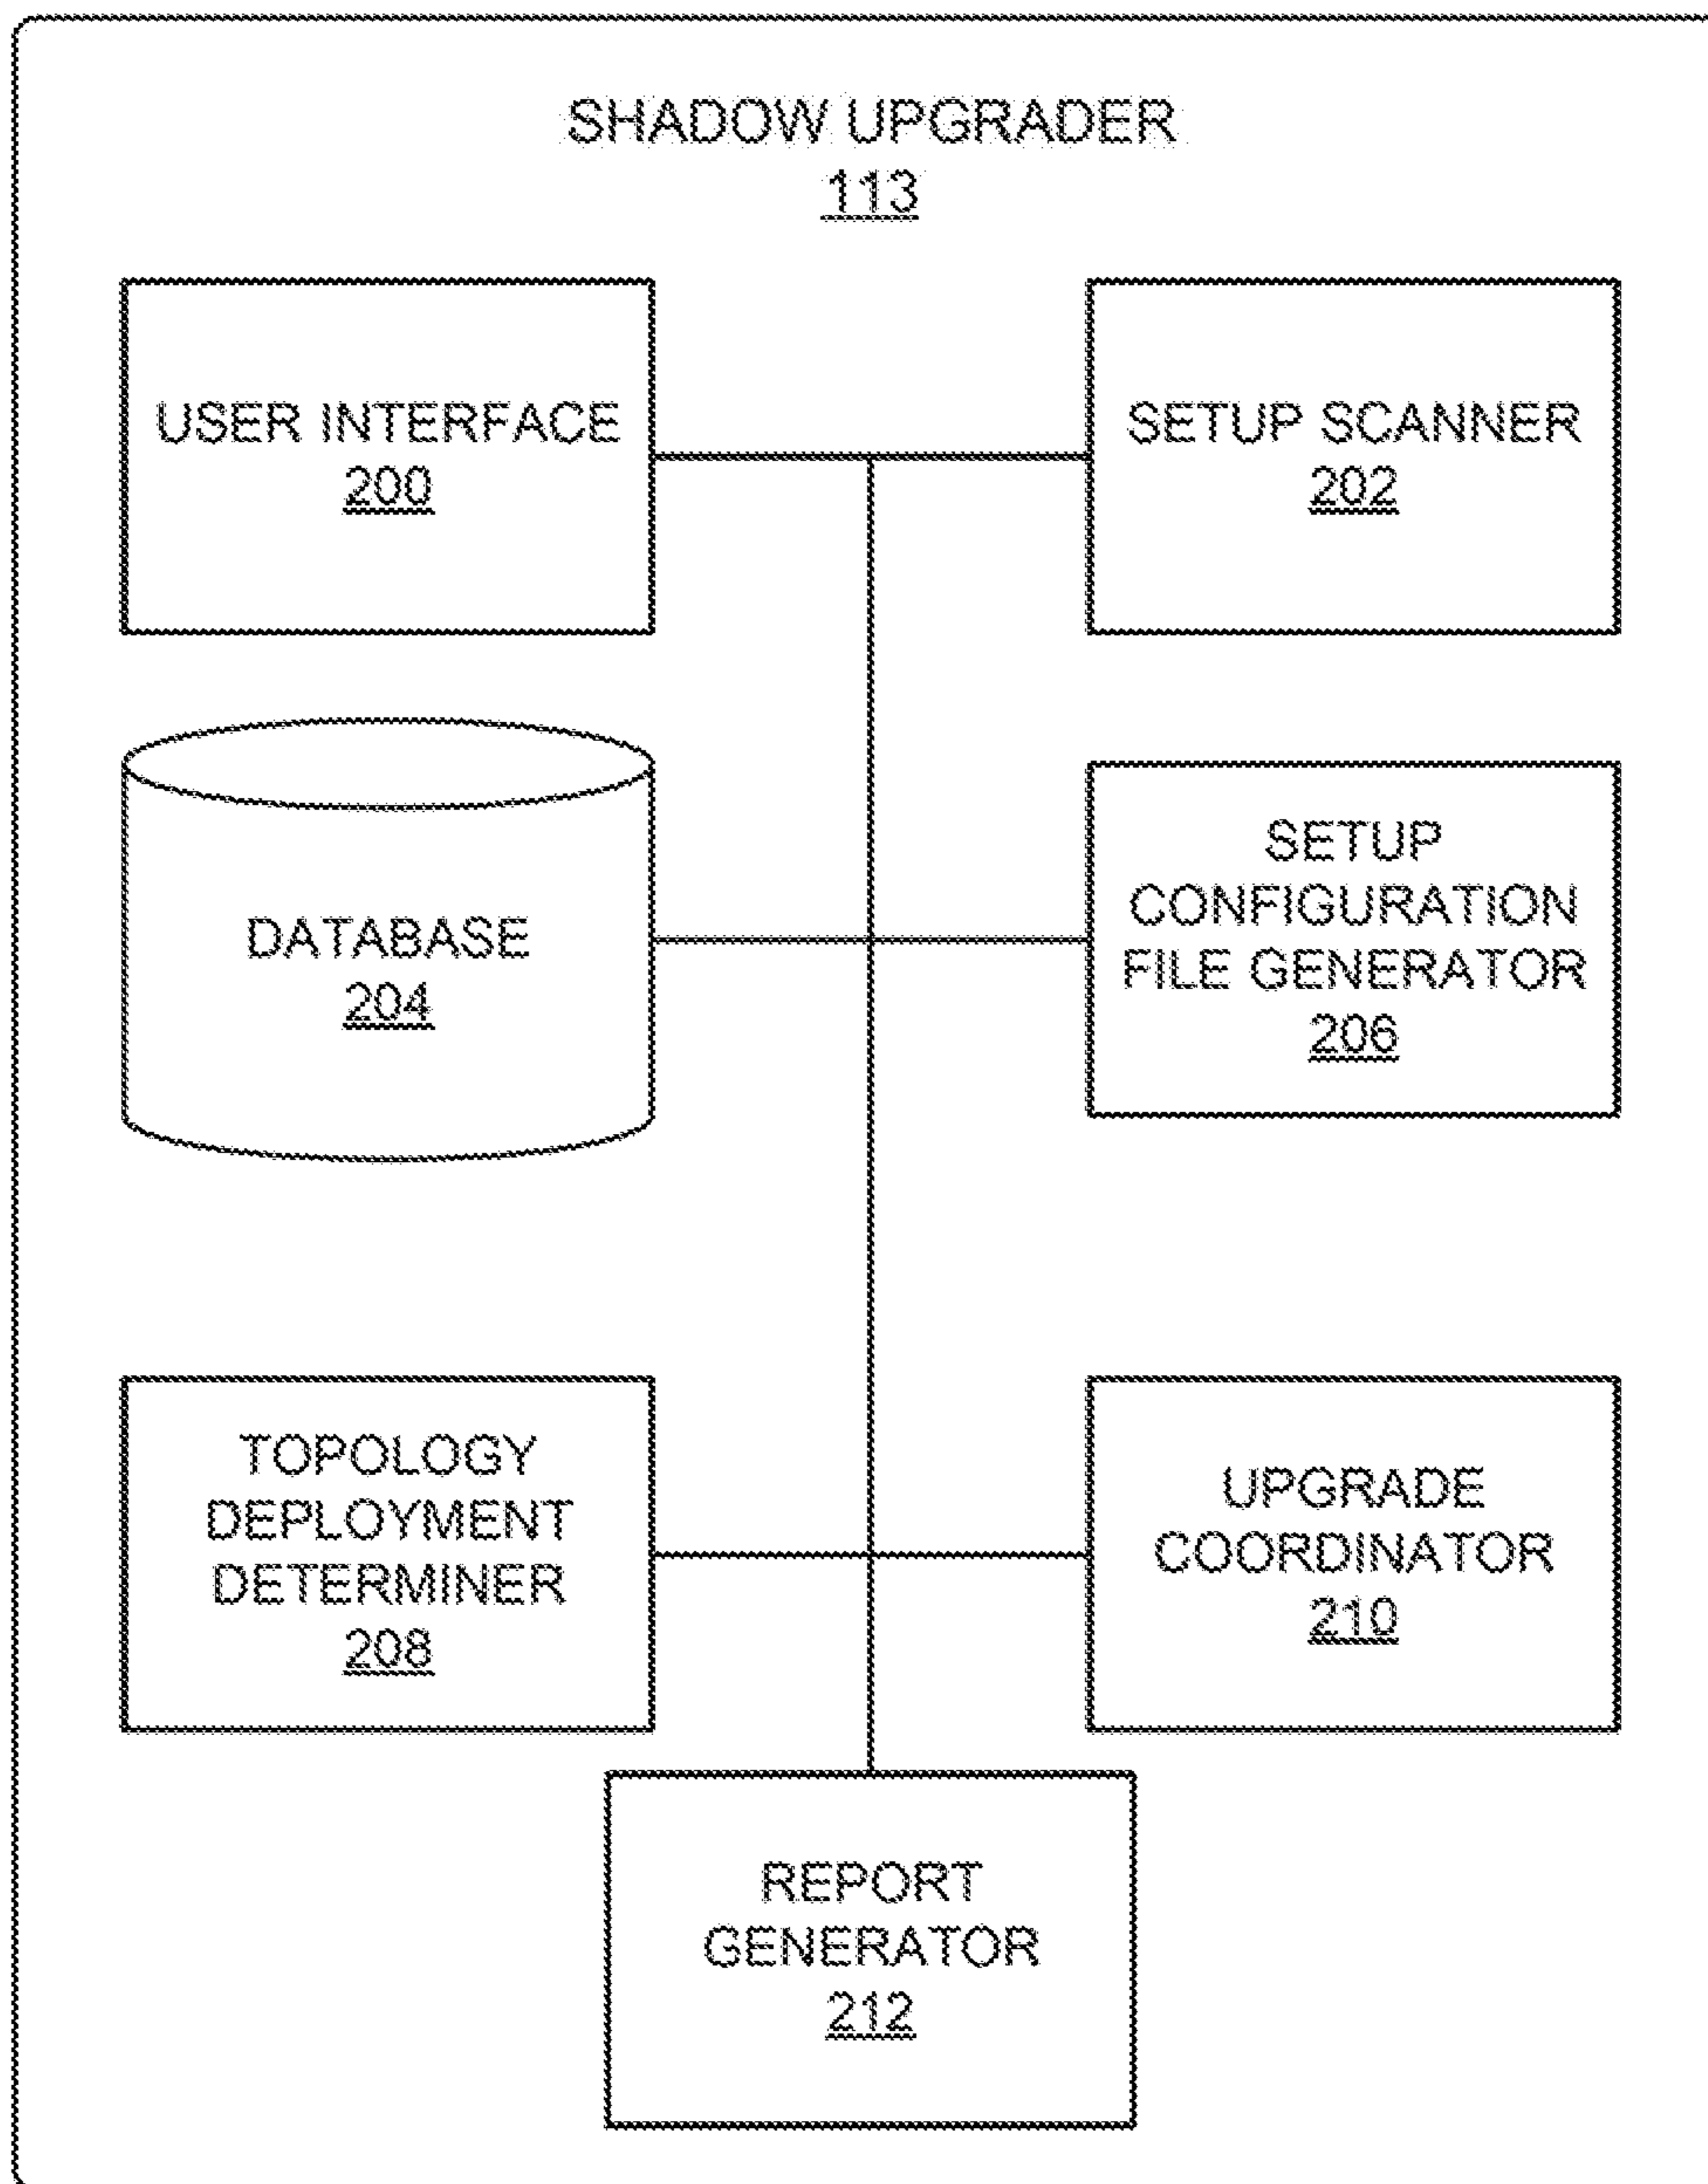 SHADOW UPGRADER
113
USER INTERFACE
200
SETUP SCANNER
202
DATABASE
204
SETUP
CONFIGURATION
FILE GENERATOR
206
TOPOLOGY
DEPLOYMENT
DETERMINER
208
UPGRADE
COORDINATOR
210
REPORT
GENERATOR
212